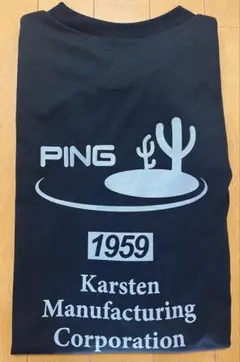 PING
1959
Karsten
Manufacturing
Corporation